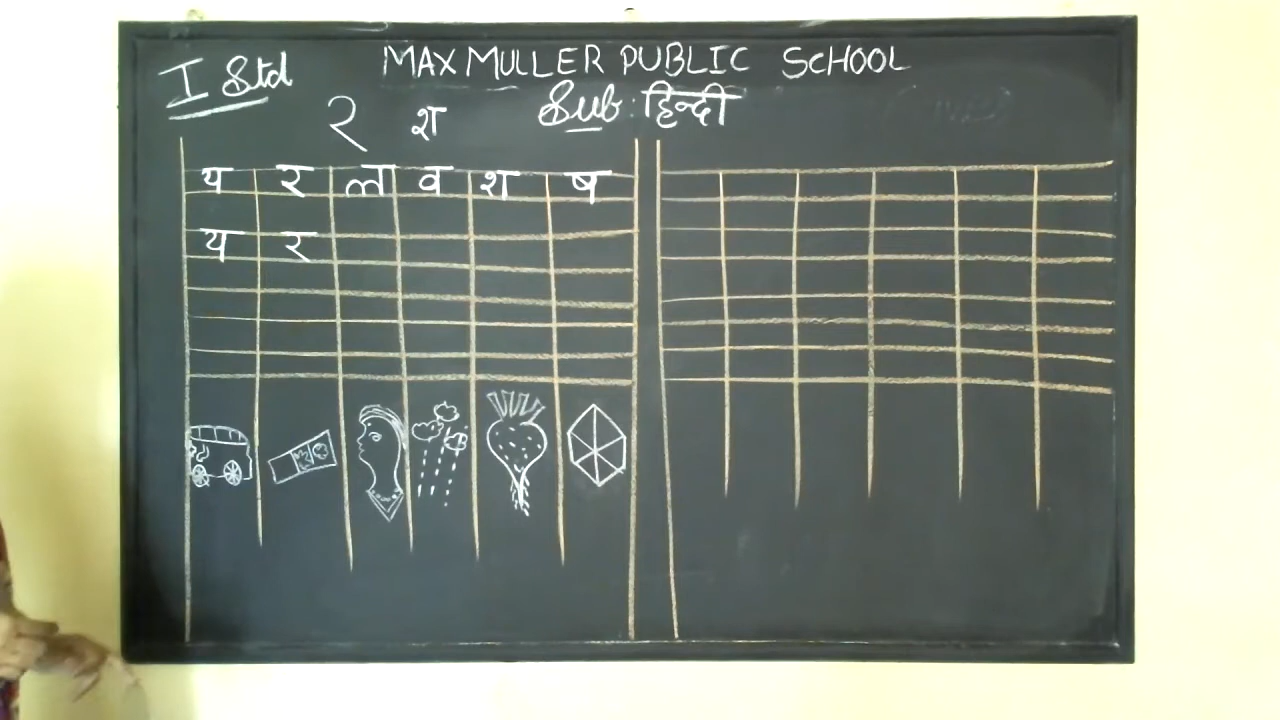 MAX MULLER PUBLIC SCHOOL
I Std
Sub: हिन्दी
र श
य र ल व श ष
य र